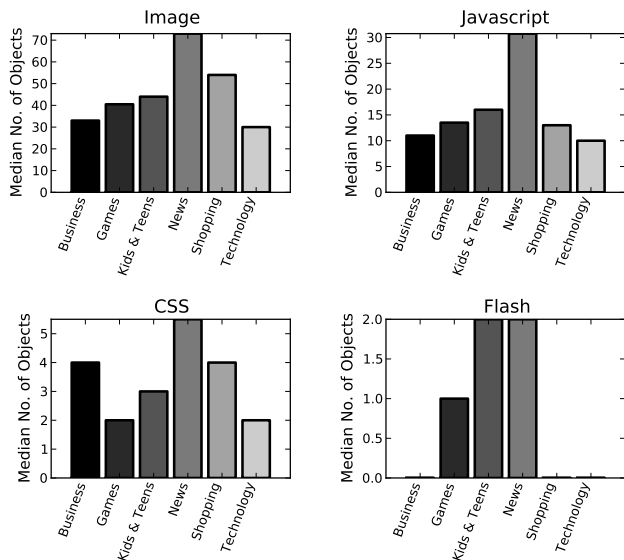 Image
Median No. of Objects
70
60
50
40
30
20
10
0
Business
Games
Kids & Teens
News
Shopping
Technology
Javascript
Median No. of Objects
30
25
20
15
10
5
0
Business
Games
Kids & Teens
News
Shopping
Technology
CSS
Median No. of Objects
5
4
3
2
1
0
Business
Games
Kids & Teens
News
Shopping
Technology
Flash
Median No. of Objects
2.0
1.5
1.0
0.5
0.0
Business
Games
Kids & Teens
News
Shopping
Technology